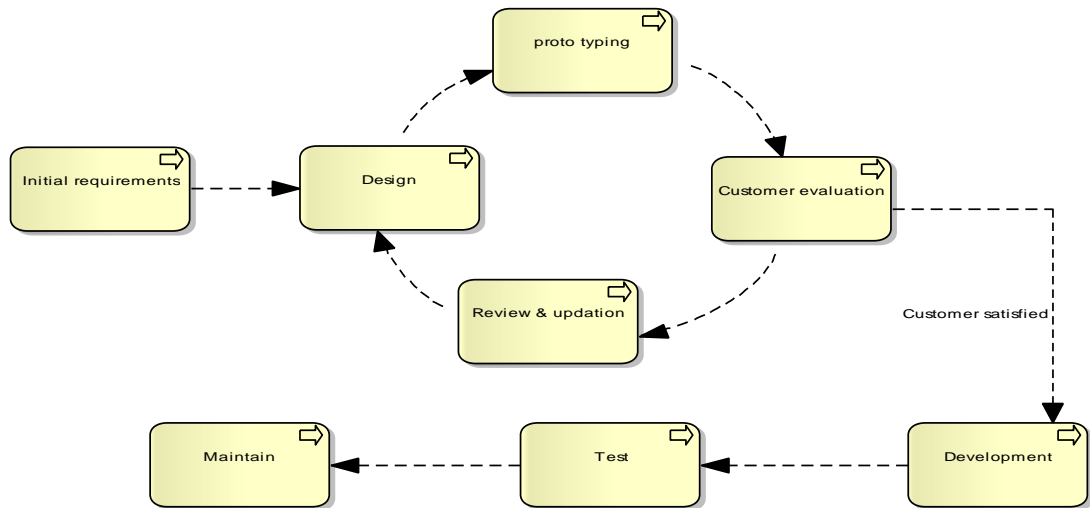 proto typing
Initial requirements
Design
Customer evaluation
Review & updation
Customer satisfied
Maintain
Test
Development